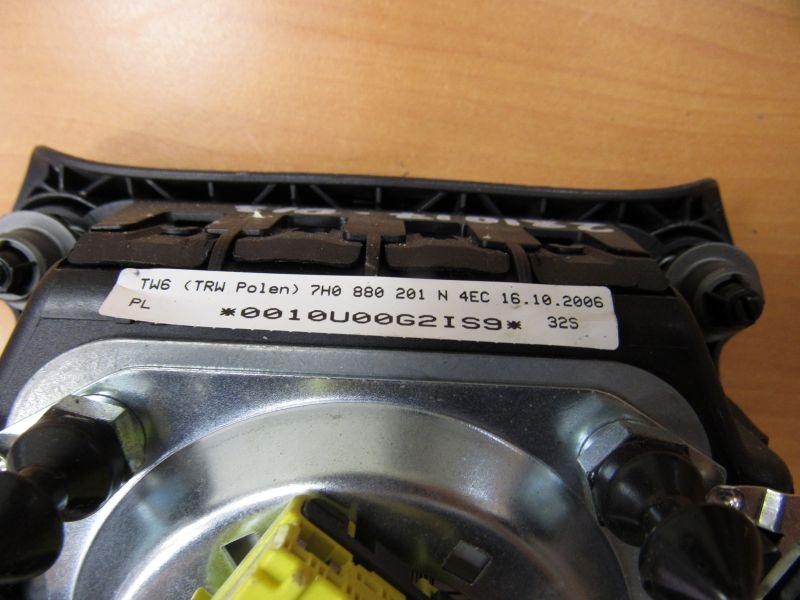 TW6 (TRW Polen) 7H0 880 201 N 4EC 16.10.2006
PL *0010U00G2IS9* 32S